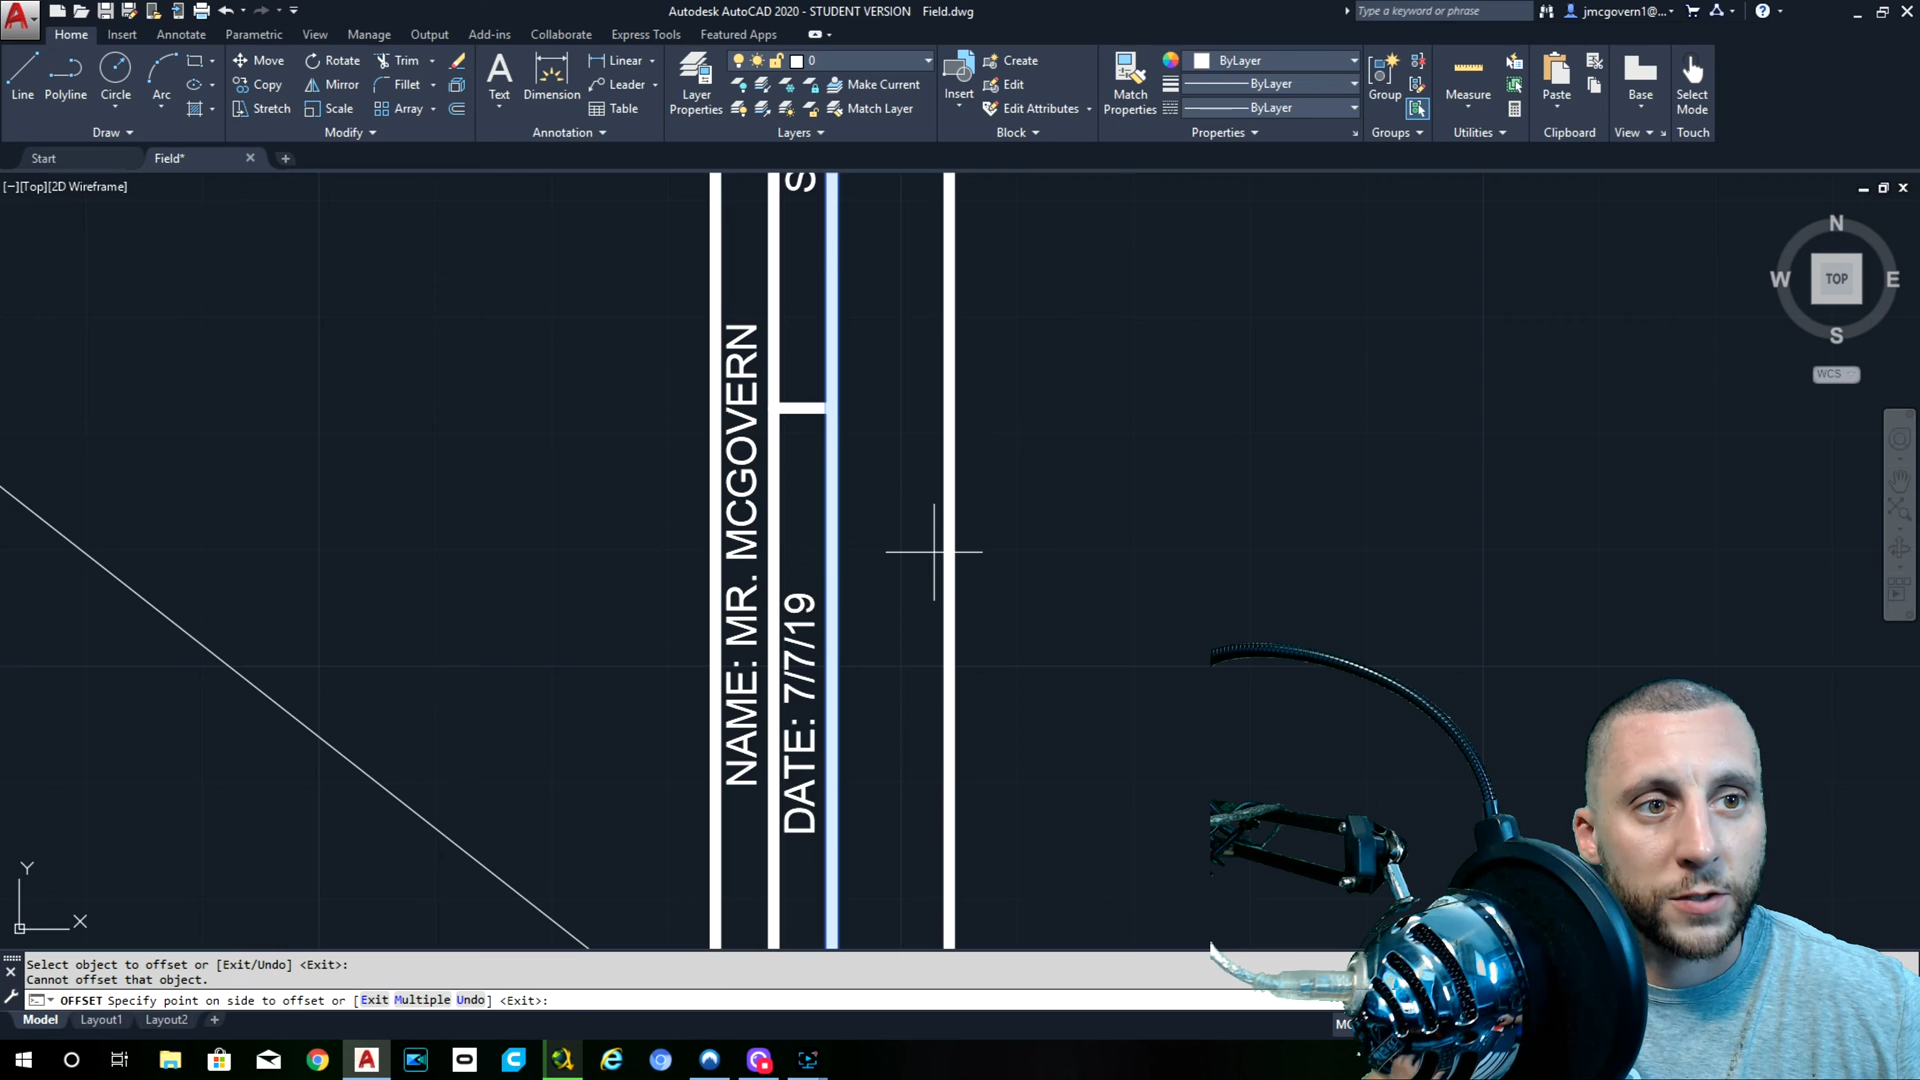 Autodesk AutoCAD 2020 - STUDENT VERSION Field.dwg
Type a keyword or phrase
jmcgovern1@...
Home Insert Annotate Parametric View Manage Output Add-ins Collaborate Express Tools Featured Apps
Line Polyline Circle Arc
Move Rotate Trim
Copy Mirror Fillet
Stretch Scale Array
Text Dimension
Linear
Leader
Table
Layer Properties
0
Make Current
Match Layer
Insert
Create
Edit
Edit Attributes
Match Properties
ByLayer
ByLayer
ByLayer
Group
Measure
Paste
Base
Select Mode
Draw Modify Annotation Layers Block Properties Groups Utilities Clipboard View Touch
Start Field*
[−][Top][2D Wireframe]
N
W TOP E
S
WCS
S
NAME: MR. MCGOVERN
DATE: 7/7/19
Y
X
Select object to offset or [Exit/Undo] <Exit>:
Cannot offset that object.
OFFSET Specify point on side to offset or [Exit Multiple Undo] <Exit>:
Model Layout1 Layout2 +